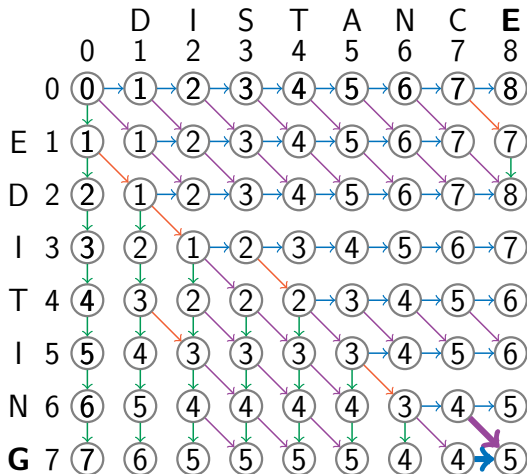 D I S T A N C E
0 1 2 3 4 5 6 7 8
0 0 1 2 3 4 5 6 7 8
E 1 1 1 2 3 4 5 6 7 7
D 2 2 1 2 3 4 5 6 7 8
I 3 3 2 1 2 3 4 5 6 7
T 4 4 3 2 2 2 3 4 5 6
I 5 5 4 3 3 3 3 4 5 6
N 6 6 5 4 4 4 4 3 4 5
G 7 7 6 5 5 5 5 4 4 5